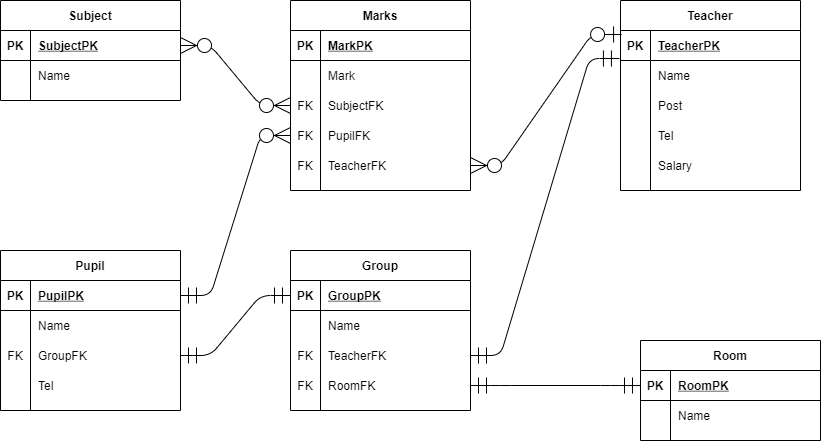 Subject
PK SubjectPK
Name
Marks
PK MarkPK
Mark
FK SubjectFK
FK PupilFK
FK TeacherFK
Teacher
PK TeacherPK
Name
Post
Tel
Salary
Pupil
PK PupilPK
Name
FK GroupFK
Tel
Group
PK GroupPK
Name
FK TeacherFK
FK RoomFK
Room
PK RoomPK
Name